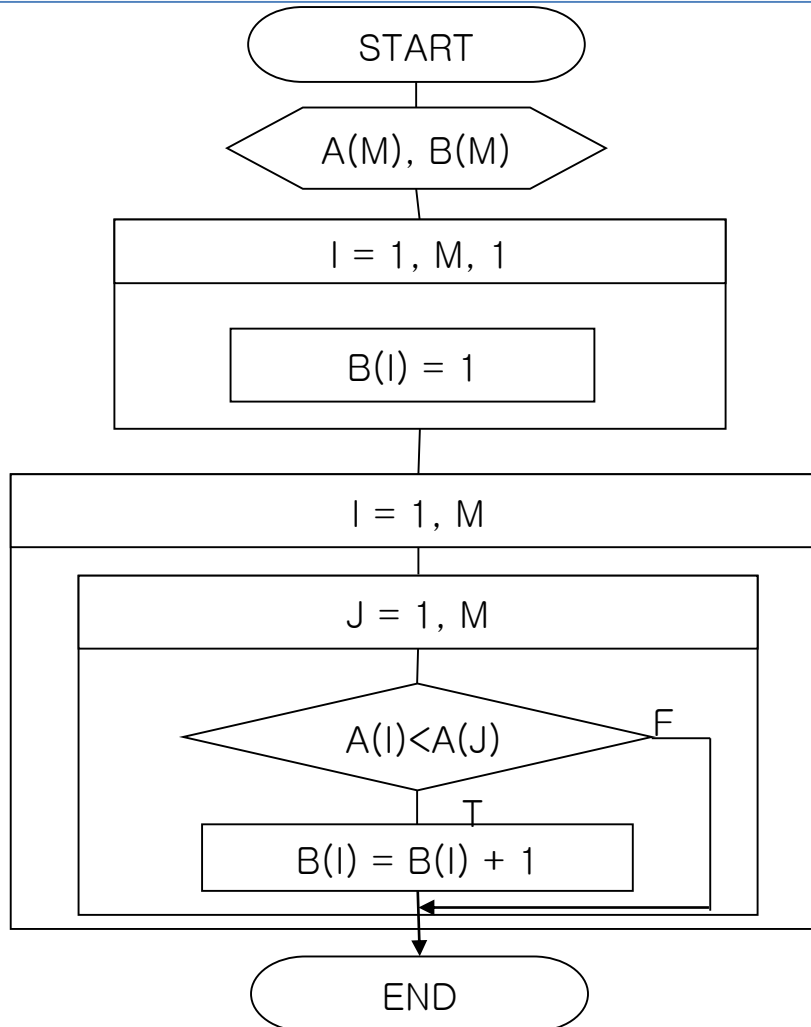 START
A(M), B(M)
I = 1, M, 1
B(I) = 1
I = 1, M
J = 1, M
A(I)<A(J)
F
T
B(I) = B(I) + 1
END